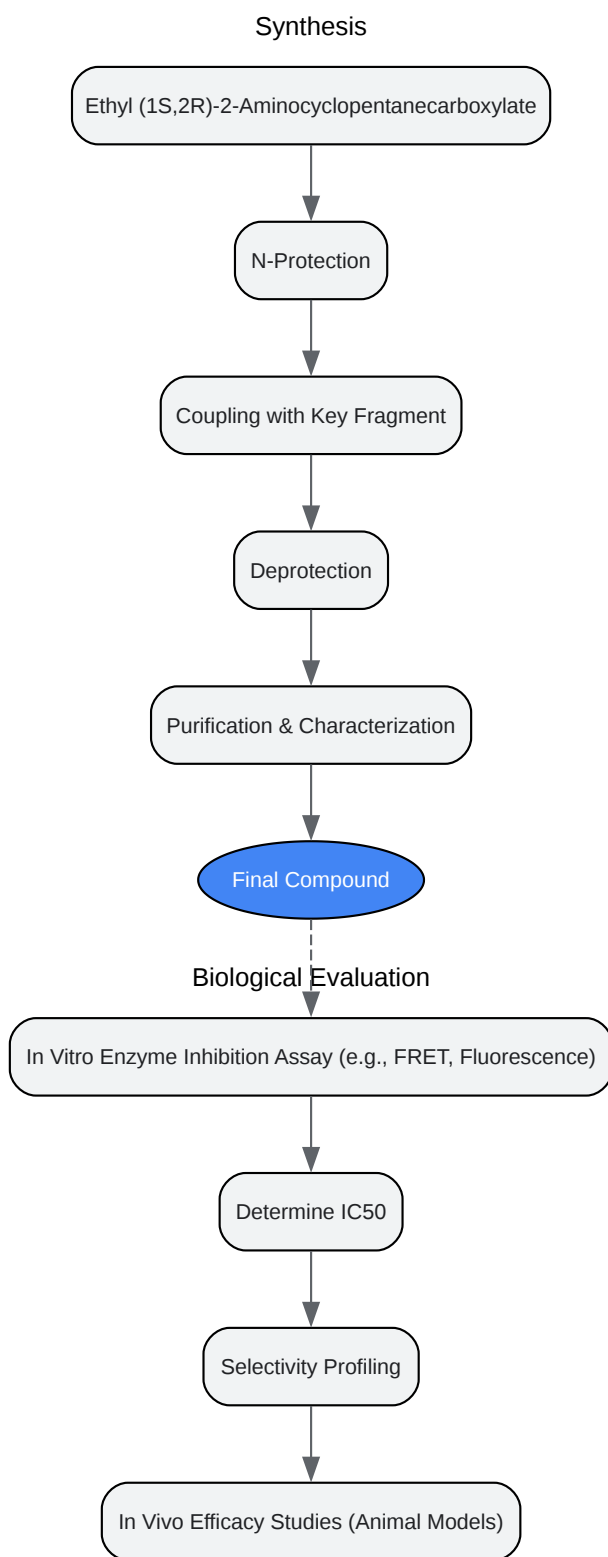 Synthesis
Ethyl (1S,2R)-2-Aminocyclopentanecarboxylate
N-Protection
Coupling with Key Fragment
Deprotection
Purification & Characterization
Final Compound
Biological Evaluation
In Vitro Enzyme Inhibition Assay (e.g., FRET, Fluorescence)
Determine IC50
Selectivity Profiling
In Vivo Efficacy Studies (Animal Models)